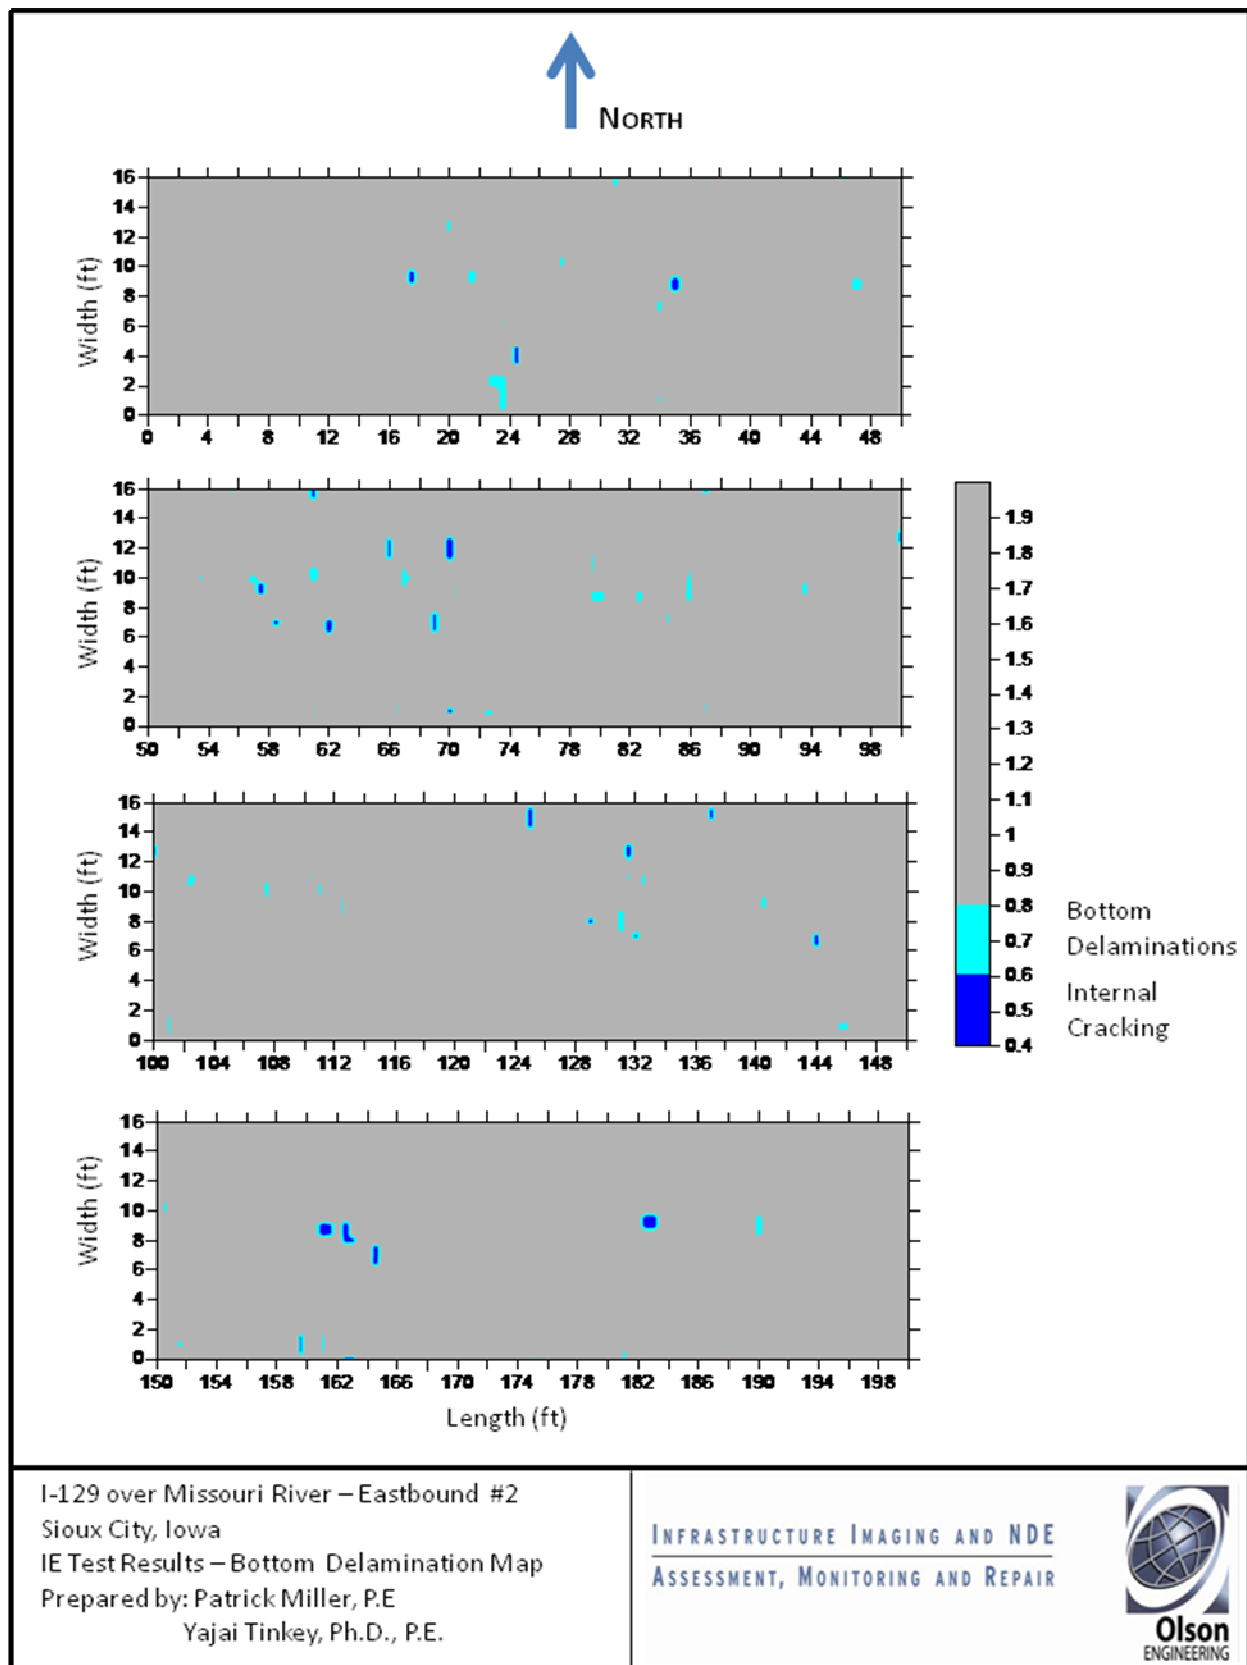 NORTH
16
14
12
10
8
6
4
2
0
Width (ft)
0 4 8 12 16 20 24 28 32 36 40 44 48
16
14
12
10
8
6
4
2
0
Width (ft)
50 54 58 62 66 70 74 78 82 86 90 94 98
16
14
12
10
8
6
4
2
0
Width (ft)
100 104 108 112 116 120 124 128 132 136 140 144 148
16
14
12
10
8
6
4
2
0
Width (ft)
150 154 158 162 166 170 174 178 182 186 190 194 198
Length (ft)
1.9
1.8
1.7
1.6
1.5
1.4
1.3
1.2
1.1
1
0.9
0.8
0.7
0.6
0.5
0.4
Bottom
Delaminations
Internal
Cracking
I-129 over Missouri River – Eastbound #2
Sioux City, Iowa
IE Test Results – Bottom Delamination Map
Prepared by: Patrick Miller, P.E
Yajai Tinkey, Ph.D., P.E.
INFRASTRUCTURE IMAGING AND NDE
ASSESSMENT, MONITORING AND REPAIR
Olson
ENGINEERING